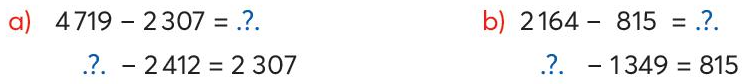 a) 4 719 – 2 307 = .?.
.?. – 2 412 = 2 307
b) 2 164 – 815 = .?.
.?. – 1 349 = 815